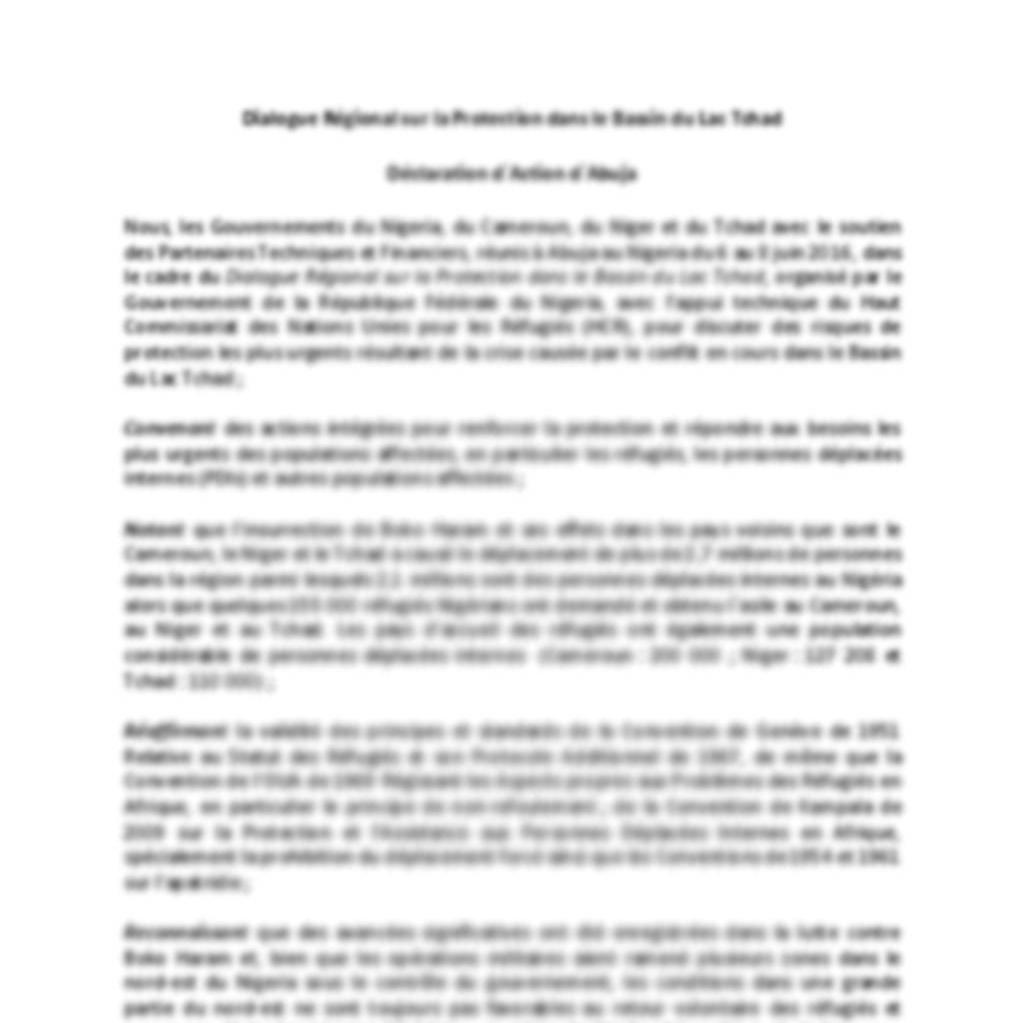 Dialogue Régional sur la Protection dans le Bassin du Lac Tchad
Déclaration d'Action d'Abuja
Nous, les Gouvernements du Nigeria, du Cameroun, du Niger et du Tchad avec le soutien
des Partenaires Techniques et Financiers, réunis à Abuja au Nigeria du 6 au 8 juin 2016, dans
le cadre du Dialogue Régional sur la Protection dans le Bassin du Lac Tchad, organisé par le
Gouvernement de la République Fédérale du Nigeria, avec l'appui technique du Haut
Commissariat des Nations Unies pour les Réfugiés (HCR), pour discuter des risques de
protection les plus urgents résultant de la crise causée par le conflit en cours dans le Bassin
du Lac Tchad ;
Convenant des actions intégrées pour renforcer la protection et répondre aux besoins les
plus urgents des populations affectées, en particulier les réfugiés, les personnes déplacées
internes (PDIs) et autres populations affectées ;
Notant que l'insurrection de Boko Haram et ses effets dans les pays voisins que sont le
Cameroun, le Niger et le Tchad a causé le déplacement de plus de 2,7 millions de personnes
dans la région parmi lesquels millions sont des personnes déplacées internes au Nigéria
alors que quelques réfugiés Nigérians ont demandé et obtenu l'asile au Cameroun,
au Niger et au Tchad. Les pays d'accueil des réfugiés ont également une population
considérable de personnes déplacées internes (Cameroun : 200 000 ; Niger : 127 208 et
Tchad : 110 000) ;
Réaffirmant la validité des principes et standards de la Convention de Genève de 1951
Relative au Statut des Réfugiés et son Protocole Additionnel de 1967, de même que la
Convention de l'OUA de 1969 Régissant les Aspects propres aux Problèmes des Réfugiés en
Afrique, en particulier le principe de non-refoulement, de la Convention de Kampala de
2009 sur la Protection et l'Assistance aux Personnes Déplacées Internes en Afrique,
spécialement la prohibition du déplacement forcé ainsi que les Conventions de 1954 et 1961
sur l'apatridie ;
Reconnaissant que des avancées significatives ont été enregistrées dans la lutte contre
Boko Haram et, bien que les opérations militaires aient ramené plusieurs zones dans le
nord-est du Nigeria sous le contrôle du gouvernement, les conditions dans une grande
partie du nord-est ne sont toujours pas favorables au retour volontaire des réfugiés et